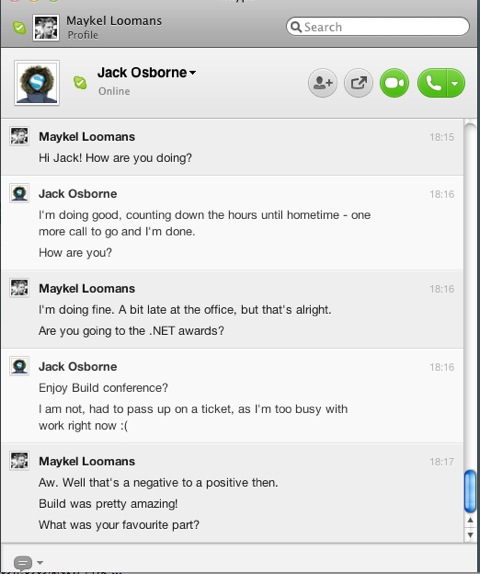 Maykel Loomans
Profile
Search
Jack Osborne
Online
Maykel Loomans 18:15
Hi Jack! How are you doing?
Jack Osborne 18:16
I'm doing good, counting down the hours until hometime - one
more call to go and I'm done.
How are you?
Maykel Loomans 18:16
I'm doing fine. A bit late at the office, but that's alright.
Are you going to the .NET awards?
Jack Osborne 18:16
Enjoy Build conference?
I am not, had to pass up on a ticket, as I'm too busy with
work right now :(
Maykel Loomans 18:17
Aw. Well that's a negative to a positive then.
Build was pretty amazing!
What was your favourite part?